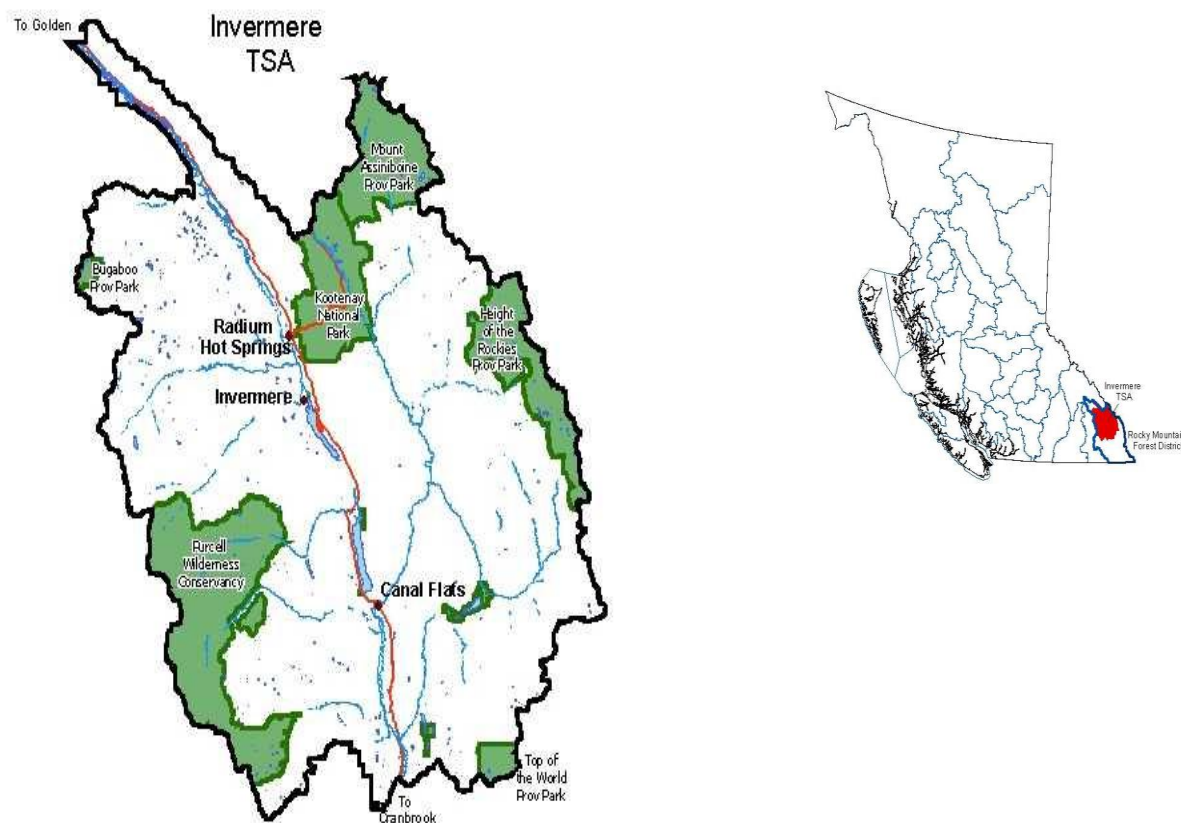 To Golden
Invermere
TSA
Mount
Assiniboine
Prov Park
Bugaboo
Prov Park
Kootenay
National
Park
Radium
Hot Springs
Height
of the
Rockies
Prov Park
Invermere
Purcell
Wilderness
Conservancy
Canal Flats
Top of
the World
Prov Park
To
Cranbrook
Invermere
TSA
Rocky Mountain
Forest District